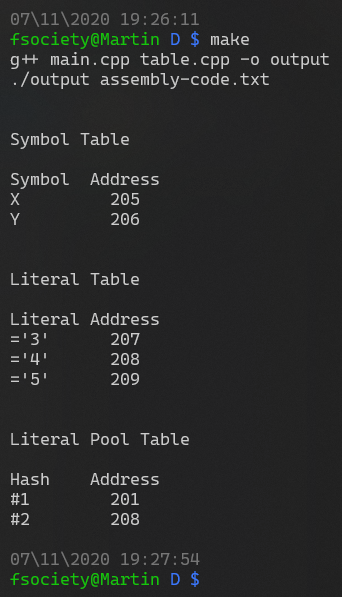 07\11\2020 19:26:11
fsociety@Martin D $ make
g++ main.cpp table.cpp -o output
./output assembly-code.txt
Symbol Table
Symbol  Address
X         205
Y         206
Literal Table
Literal Address
='3'      207
='4'      208
='5'      209
Literal Pool Table
Hash    Address
#1        201
#2        208
07\11\2020 19:27:54
fsociety@Martin D $